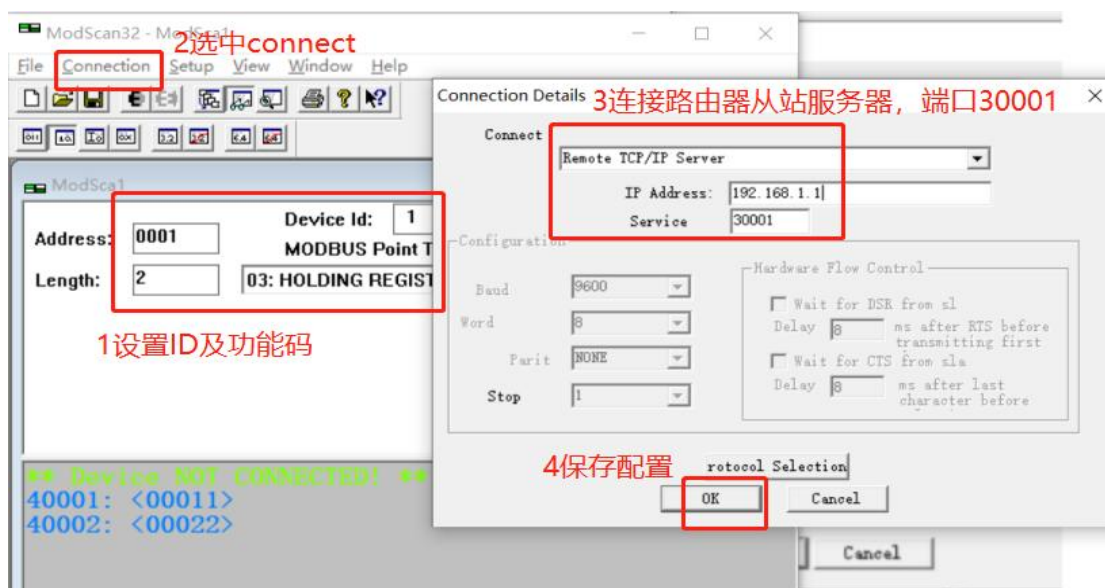 ModScan32 - ModSca1
2选中connect
File Connection Setup View Window Help
ModSca1
Address: 0001
Device Id: 1
MODBUS Point T
Length: 2
03: HOLDING REGIST
1设置ID及功能码
** Device NOT CONNECTED! **
40001: <00011>
40002: <00022>
Connection Details
3连接路由器从站服务器，端口30001
Connect
Remote TCP/IP Server
IP Address: 192.168.1.1
Service 30001
Configuration
Baud 9600
Word 8
Parit NONE
Stop 1
Hardware Flow Control
Wait for DSR from sl
Delay 8 ms after RTS before
transmitting first
Wait for CTS from sla
Delay 8 ms after last
character before
4保存配置
rotocol Selection
OK Cancel
Cancel